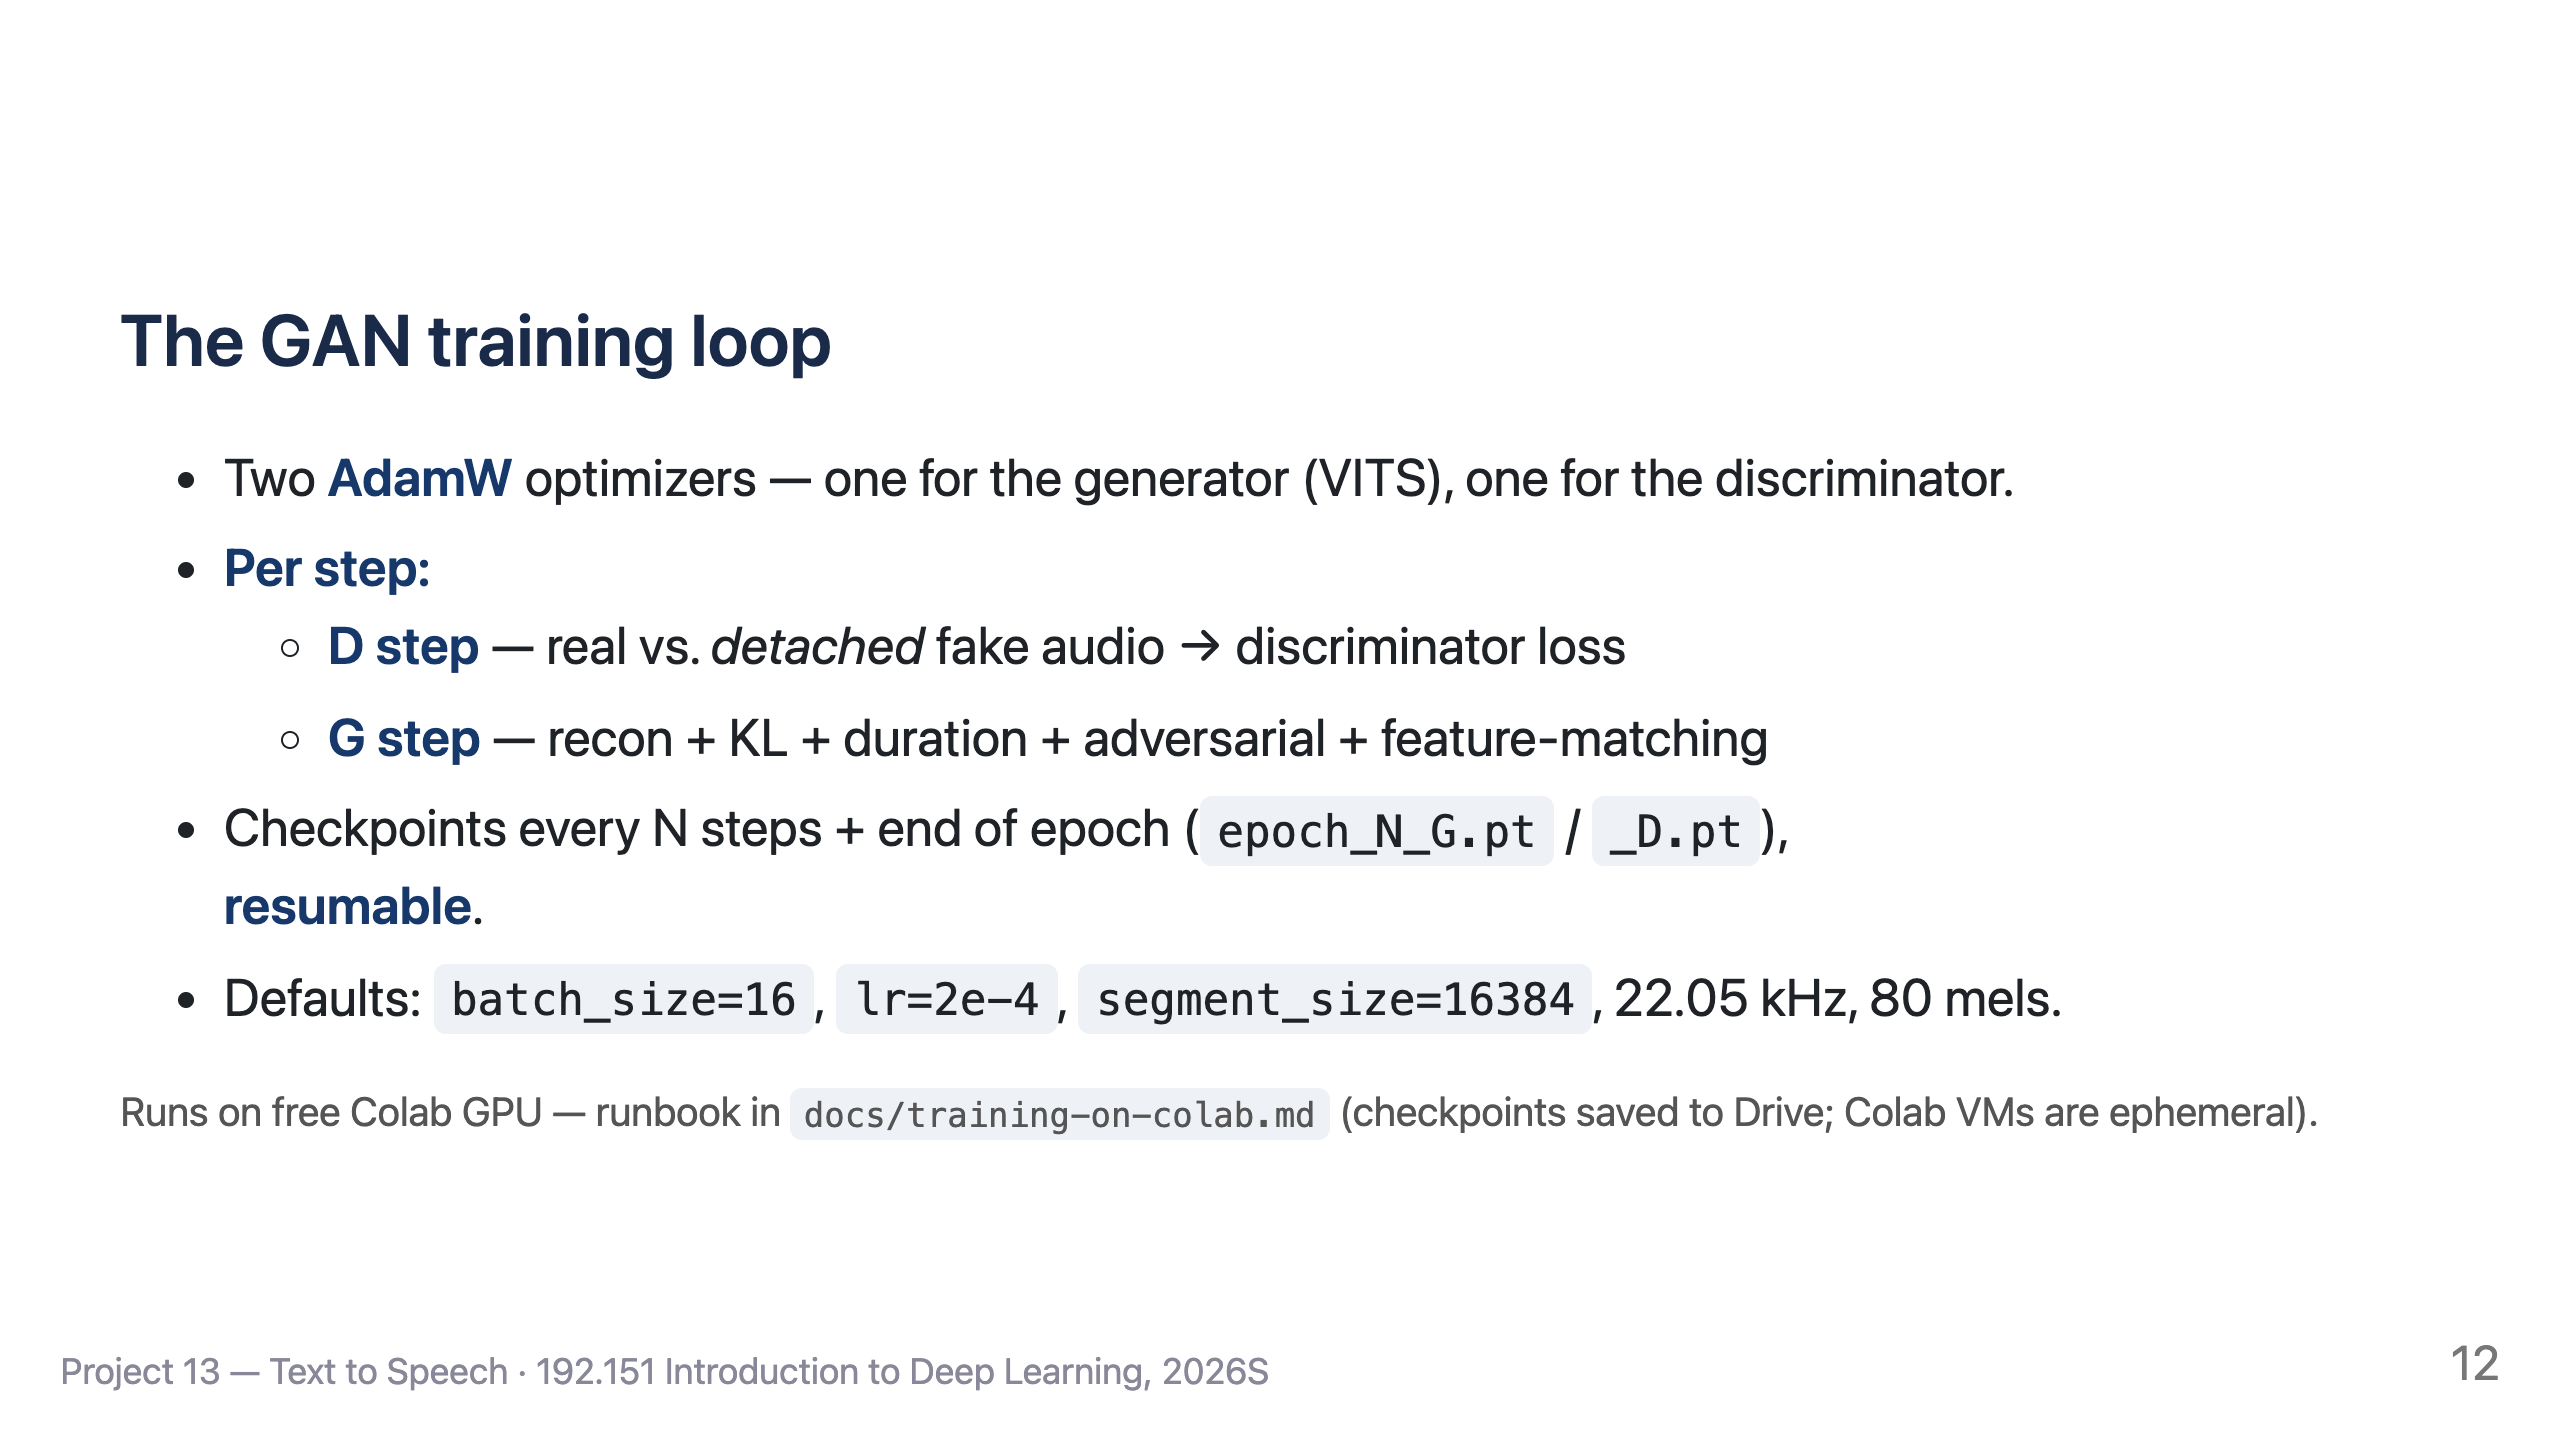 The GAN training loop
• Two AdamW optimizers — one for the generator (VITS), one for the discriminator.
• Per step:
◦ D step — real vs. detached fake audio → discriminator loss
◦ G step — recon + KL + duration + adversarial + feature-matching
• Checkpoints every N steps + end of epoch ( epoch_N_G.pt / _D.pt ),
resumable.
• Defaults: batch_size=16 , lr=2e-4 , segment_size=16384 , 22.05 kHz, 80 mels.
Runs on free Colab GPU — runbook in docs/training-on-colab.md (checkpoints saved to Drive; Colab VMs are ephemeral).
Project 13 — Text to Speech · 192.151 Introduction to Deep Learning, 2026S
12